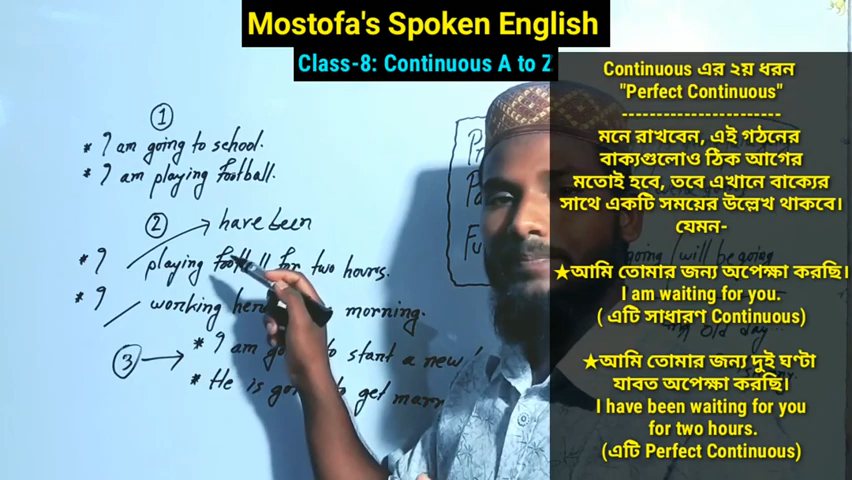 Mostofa's Spoken English
Class-8: Continuous A to Z
①
* I am going to school.
* I am playing football.
② have been
* I playing football for two hours.
* I working morning.
③ → * I am to start a new
* He is to get
Continuous এর ২য় ধরন
"Perfect Continuous"
-----------------------
মনে রাখবেন, এই গঠনের
বাক্যগুলোও ঠিক আগের
মতোই হবে, তবে এখানে বাক্যের
সাথে একটি সময়ের উল্লেখ থাকবে।
যেমন-
★আমি তোমার জন্য অপেক্ষা করছি।
I am waiting for you.
( এটি সাধারণ Continuous)
★আমি তোমার জন্য দুই ঘণ্টা
যাবত অপেক্ষা করছি।
I have been waiting for you
for two hours.
(এটি Perfect Continuous)